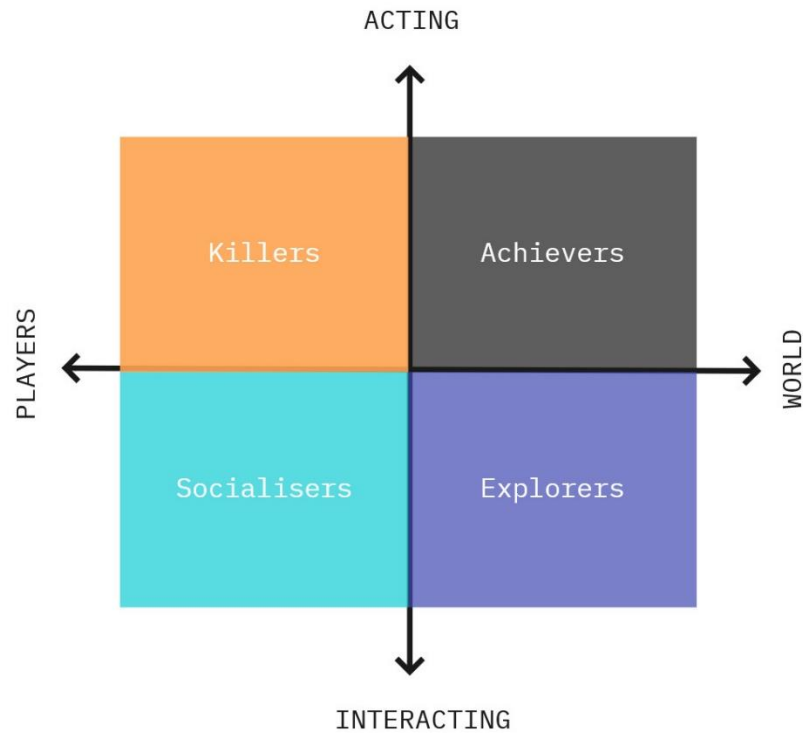 ACTING
Killers
Achievers
PLAYERS
WORLD
Socialisers
Explorers
INTERACTING